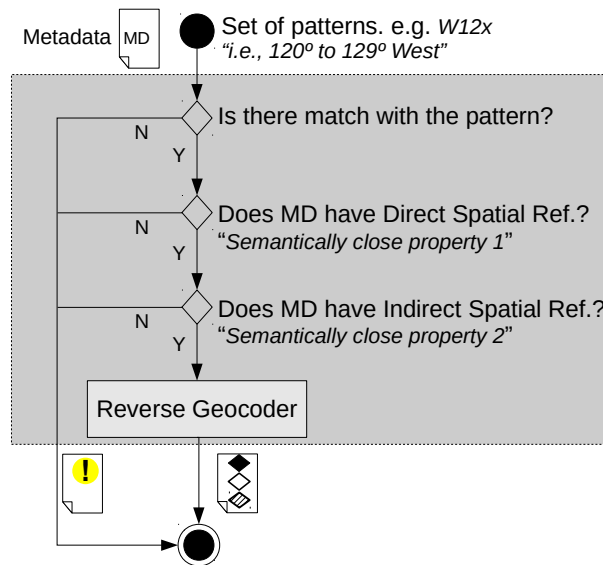 Metadata
MD
Set of patterns. e.g. W12x
“i.e., 120º to 129º West”
Is there match with the pattern?
N
Y
Does MD have Direct Spatial Ref.?
N
“Semantically close property 1”
Y
Does MD have Indirect Spatial Ref.?
N
“Semantically close property 2”
Y
Reverse Geocoder
!